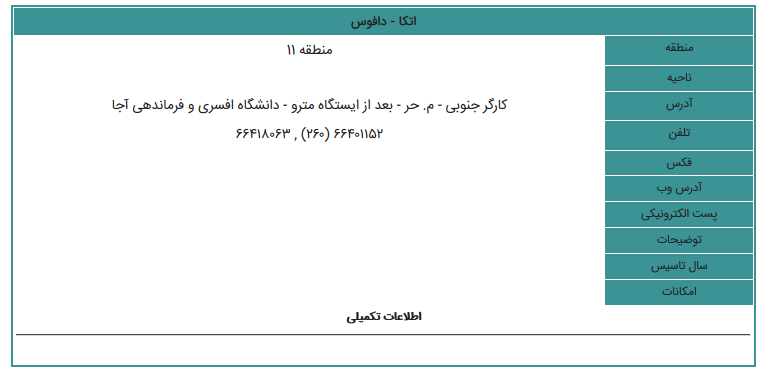 اتکا - دافوس
منطقه منطقه ۱۱
ناحیه
آدرس کارگر جنوبی - م. حر - بعد از ایستگاه مترو - دانشگاه افسری و فرماندهی آجا
تلفن ۶۶۴۰۱۱۵۲ (۲۶۰) , ۶۶۴۱۸۰۶۳
فکس
آدرس وب
پست الکترونیکی
توضیحات
سال تاسیس
امکانات
اطلاعات تکمیلی